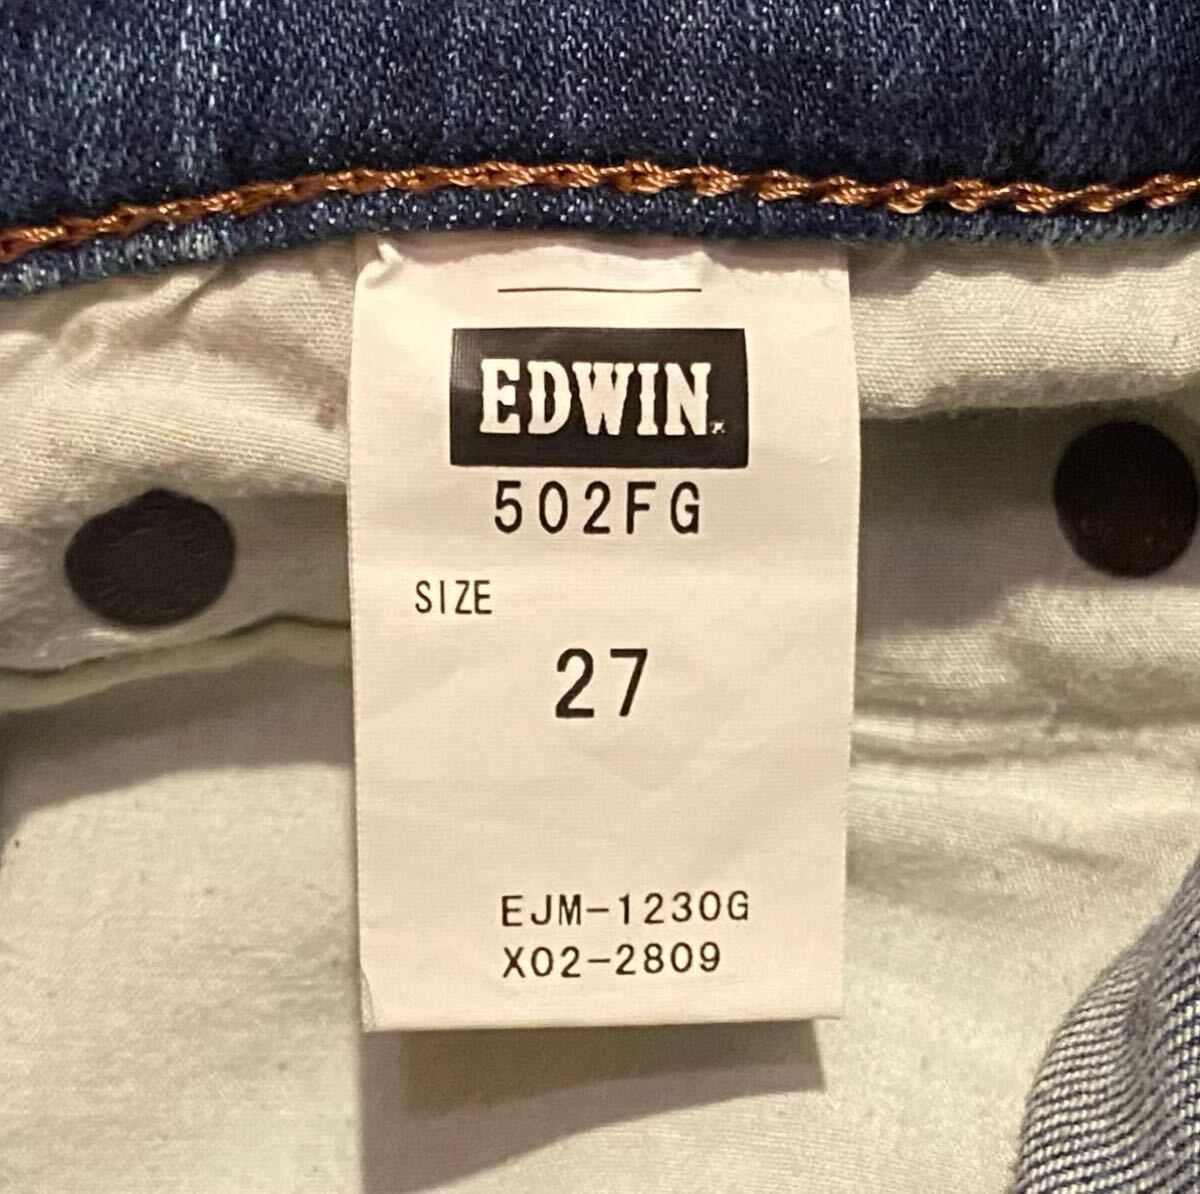 EDWIN
502FG
SIZE
27
EJM-1230G
X02-2809